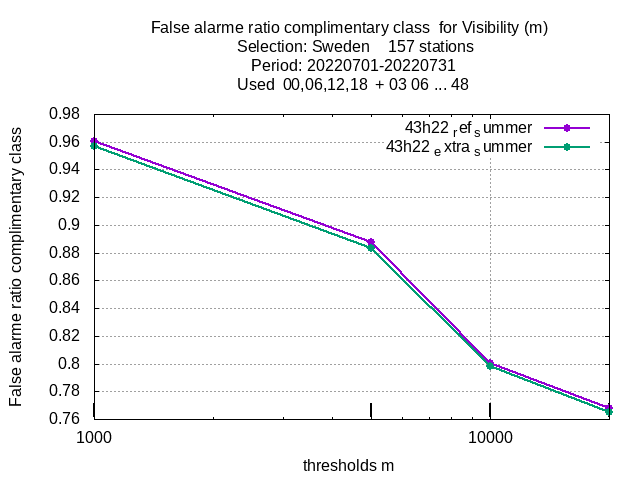 False alarme ratio complimentary class  for Visibility (m)
Selection: Sweden    157 stations
Period: 20220701-20220731
Used  00,06,12,18  + 03 06 ... 48
43h22 ref summer
43h22 extra summer
False alarme ratio complimentary class
0.98
0.96
0.94
0.92
0.9
0.88
0.86
0.84
0.82
0.8
0.78
0.76
1000
10000
thresholds m